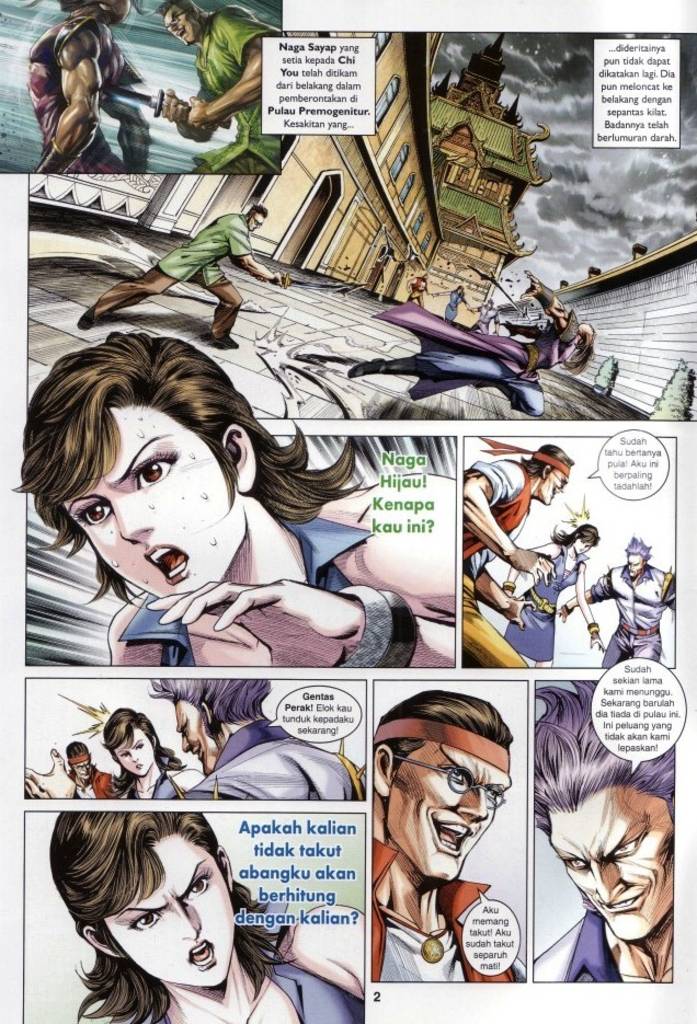 Naga Sayap yang
setia kepada Chi
You telah ditikam
dari belakang dalam
pemberontakan di
Pulau Premogenitur.
Kesakitan yang...
...dideritainya
pun tidak dapat
dikatakan lagi. Dia
pun meloncat ke
belakang dengan
sepantas kilat.
Badannya telah
berlumuran darah.
Naga
Hijau!
Kenapa
kau ini?
Sudah
tahu bertanya
pula! Aku ini
berpaling
tadahlah!
Gentas
Perak! Elok kau
tunduk kepadaku
sekarang!
Sudah
sekian lama
kami menunggu.
Sekarang barulah
dia tiada di pulau ini.
Ini peluang yang
tidak akan kami
lepaskan!
Apakah kalian
tidak takut
abangku akan
berhitung
dengan kalian?
Aku
memang
takut! Aku
sudah takut
separuh
mati!
2